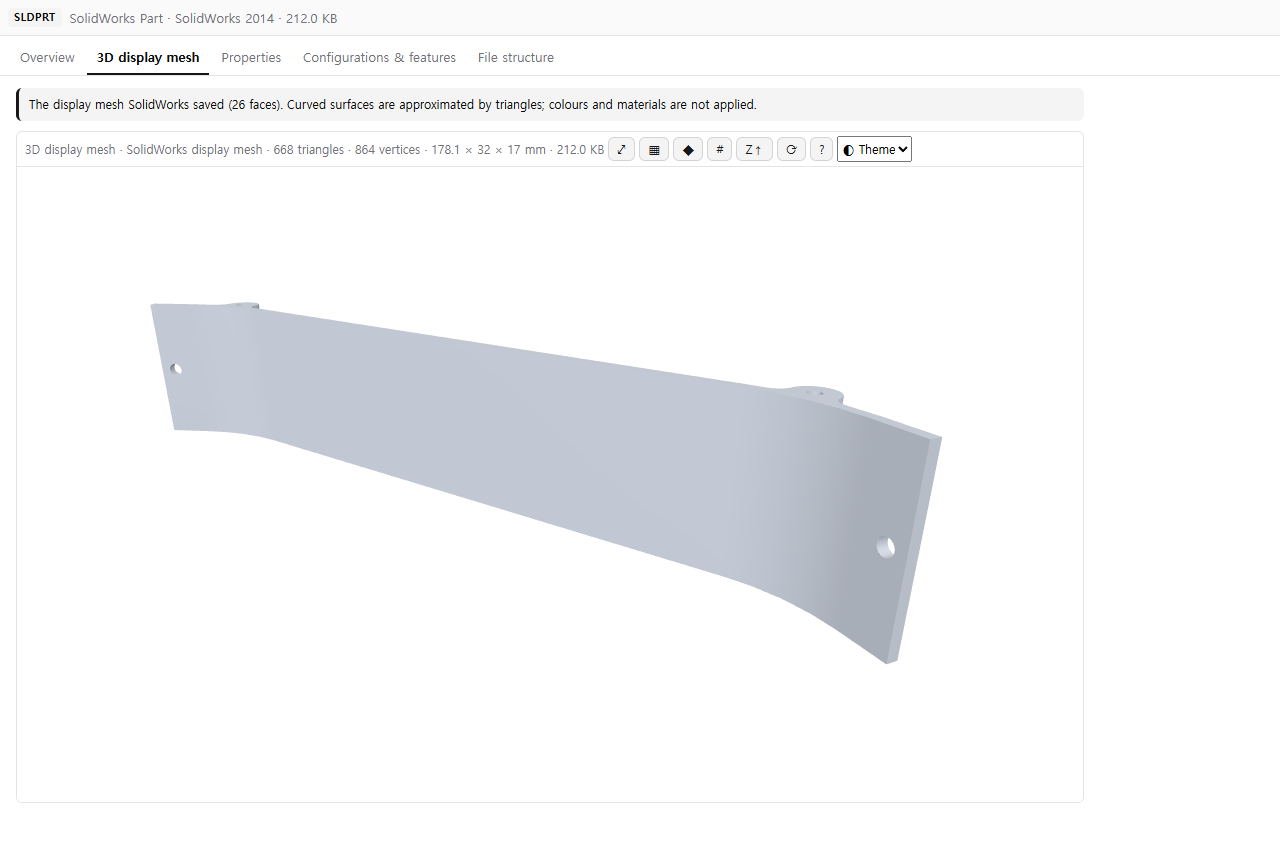 SLDPRT SolidWorks Part · SolidWorks 2014 · 212.0 KB
Overview 3D display mesh Properties Configurations & features File structure
The display mesh SolidWorks saved (26 faces). Curved surfaces are approximated by triangles; colours and materials are not applied.
3D display mesh · SolidWorks display mesh · 668 triangles · 864 vertices · 178.1 × 32 × 17 mm · 212.0 KB ⤢ ▦ ◆ # Z↑ ⟳ ? ◐ Theme